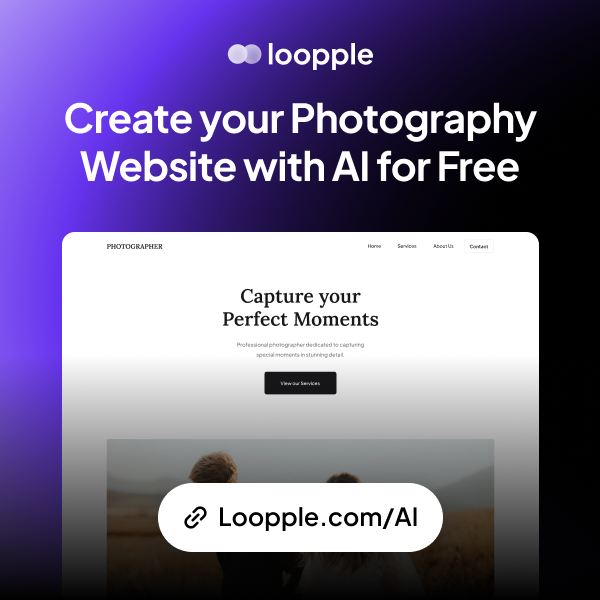 loopple
Create your Photography
Website with AI for Free
PHOTOGRAPHER
Home Services About Us Contact
Capture your
Perfect Moments
Professional photographer dedicated to capturing
special moments in stunning detail.
View our Services
Loopple.com/AI